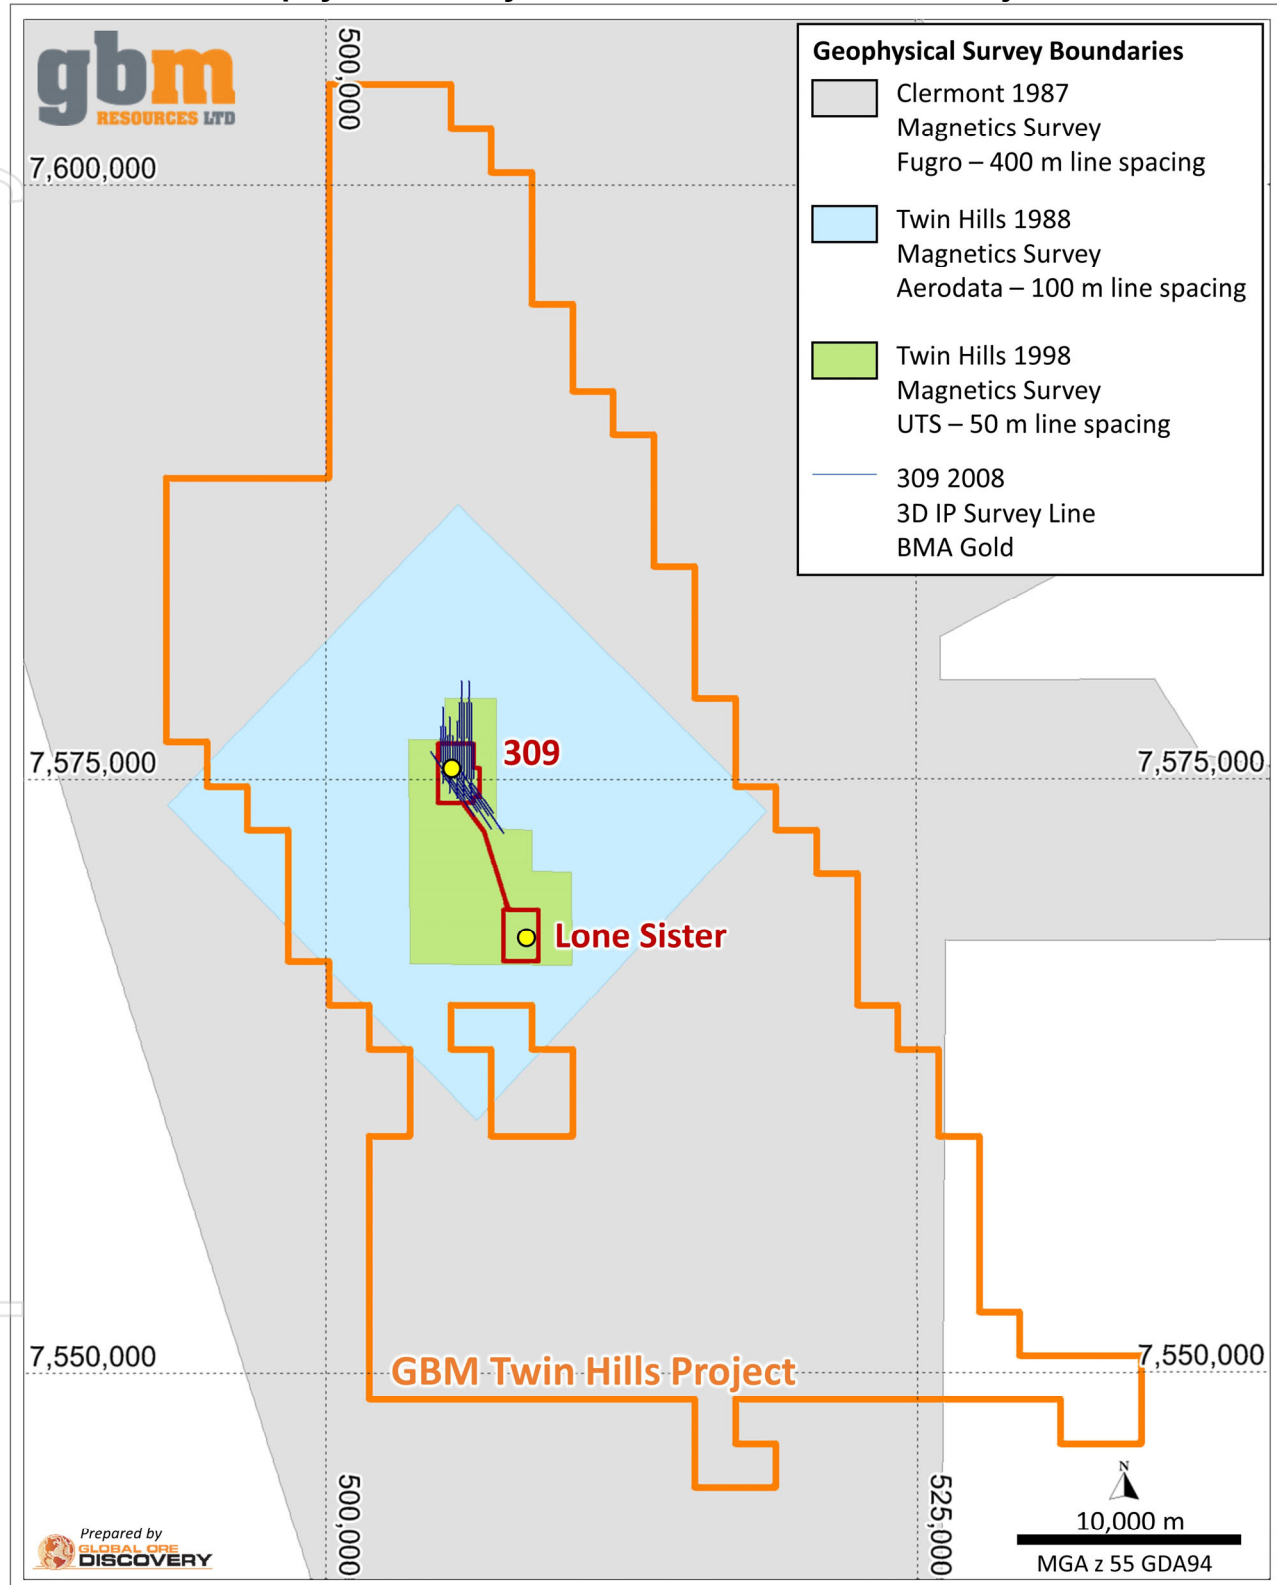 gbm
RESOURCES LTD
500,000
7,600,000
Geophysical Survey Boundaries
Clermont 1987
Magnetics Survey
Fugro – 400 m line spacing
Twin Hills 1988
Magnetics Survey
Aerodata – 100 m line spacing
Twin Hills 1998
Magnetics Survey
UTS – 50 m line spacing
309 2008
3D IP Survey Line
BMA Gold
309
7,575,000
7,575,000
Lone Sister
7,550,000
GBM Twin Hills Project
7,550,000
500,000
525,000
N
10,000 m
MGA z 55 GDA94
Prepared by
GLOBAL ORE
DISCOVERY